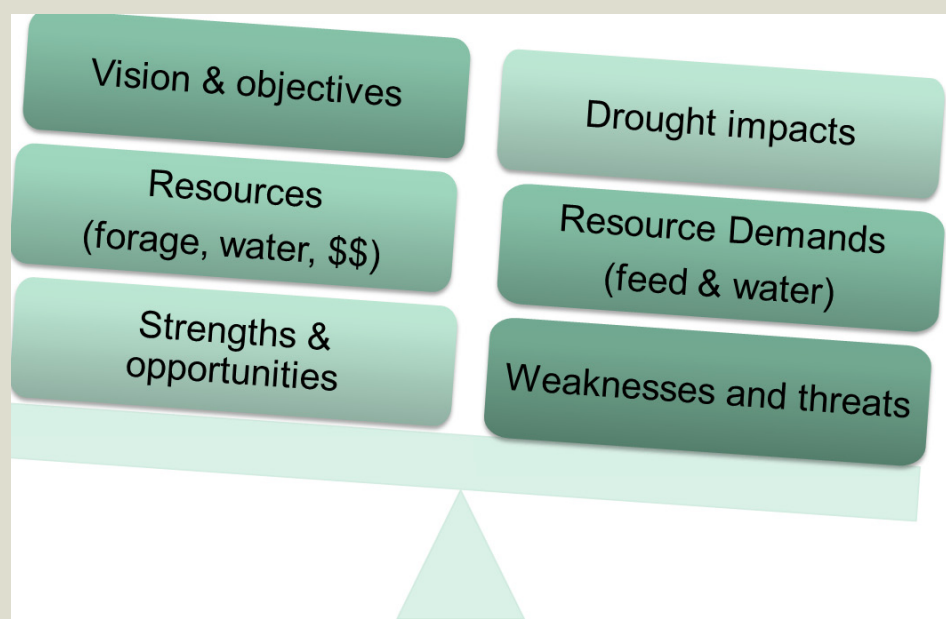 Vision & objectives
Resources
(forage, water, $$)
Strengths &
opportunities
Drought impacts
Resource Demands
(feed & water)
Weaknesses and threats